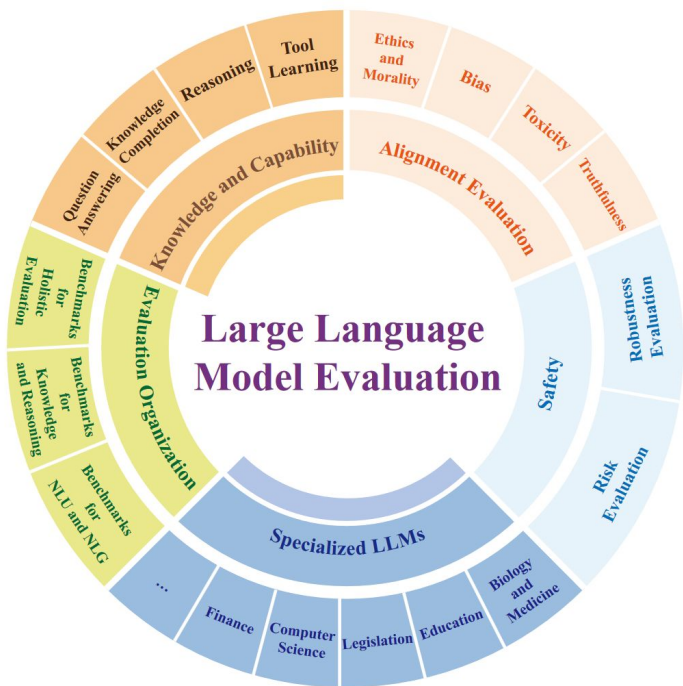 Large Language
Model Evaluation
Knowledge and Capability
Question
Answering
Knowledge
Completion
Reasoning
Tool
Learning
Alignment Evaluation
Ethics
and
Morality
Bias
Toxicity
Truthfulness
Safety
Robustness
Evaluation
Risk
Evaluation
Specialized LLMs
Biology
and
Medicine
Education
Legislation
Computer
Science
Finance
...
Evaluation Organization
Benchmarks
for
NLU and NLG
Benchmarks
for
Knowledge
and Reasoning
Benchmarks
for
Holistic
Evaluation